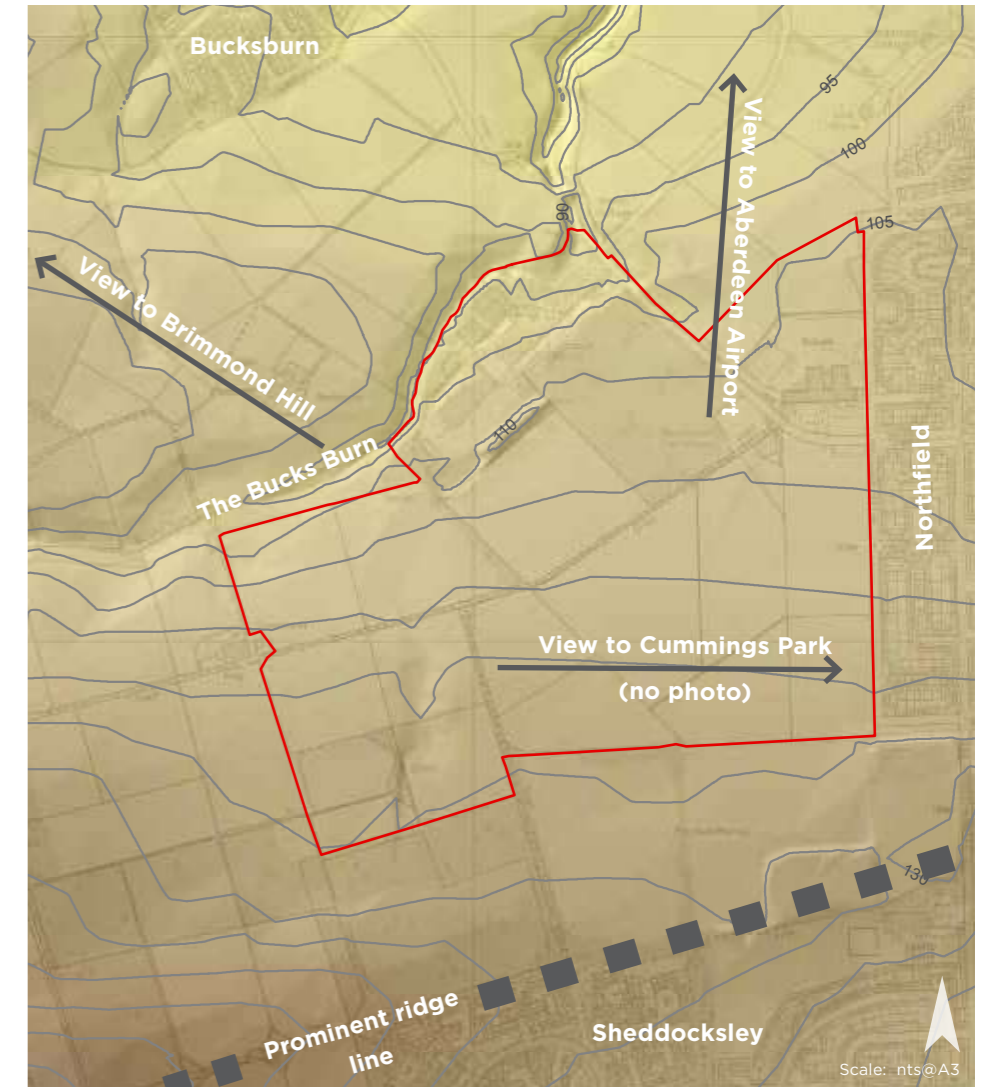 Bucksburn
95
View to Aberdeen Airport
100
90
105
View to Brimmond Hill
110
The Bucks Burn
Northfield
View to Cummings Park
(no photo)
130
Prominent ridge
line
Sheddocksley
Scale: nts@A3